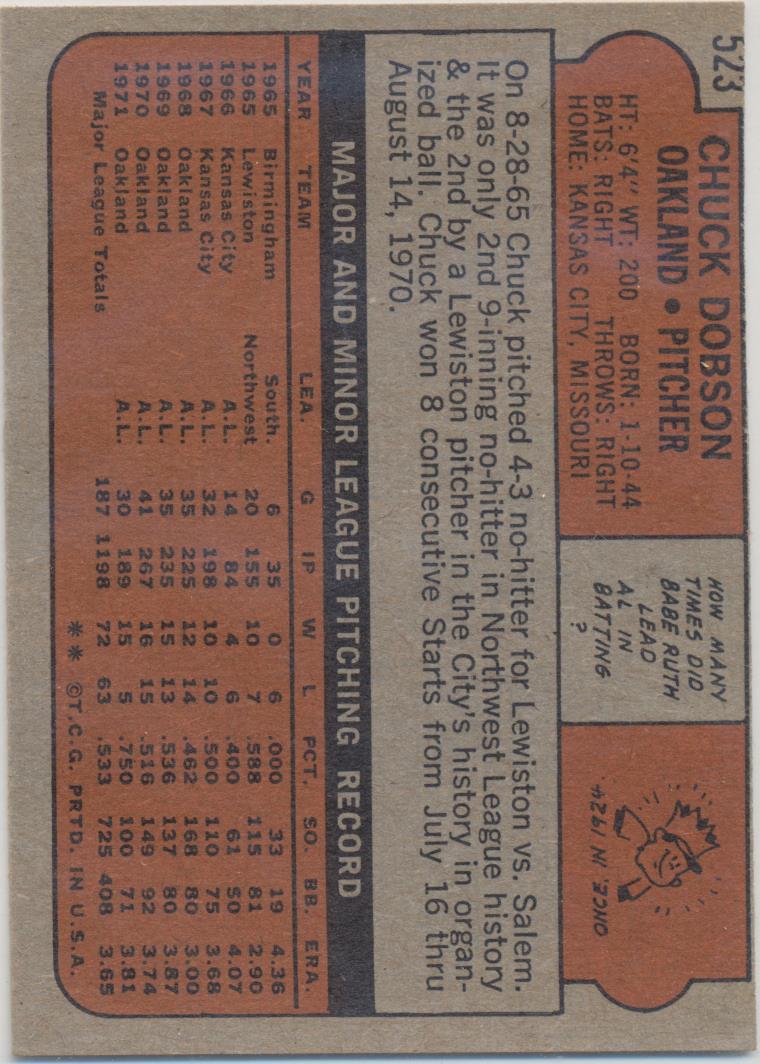 523
CHUCK DOBSON
OAKLAND • PITCHER
HT: 6'4" WT: 200 BORN: 1-10-44
BATS: RIGHT THROWS: RIGHT
HOME: KANSAS CITY, MISSOURI
HOW MANY
TIMES DID
BABE RUTH
LEAD
AL IN
BATTING
?
ONCE, IN 1924.
On 8-28-65 Chuck pitched 4-3 no-hitter for Lewiston vs. Salem.
It was only 2nd 9-inning no-hitter in Northwest League history
& the 2nd by a Lewiston pitcher in the City's history in organ-
ized ball. Chuck won 8 consecutive Starts from July 16 thru
August 14, 1970.
MAJOR AND MINOR LEAGUE PITCHING RECORD
YEAR TEAM LEA. G IP W L PCT. SO. BB. ERA.
1965 Birmingham South. 6 35 0 6 .000 33 19 4.36
1965 Lewiston Northwest 20 155 10 7 .588 115 81 2.90
1966 Kansas City A.L. 14 84 4 6 .400 61 50 4.07
1967 Kansas City A.L. 32 198 10 10 .500 110 75 3.68
1968 Oakland A.L. 35 225 12 14 .462 168 80 3.00
1969 Oakland A.L. 35 235 15 13 .536 137 80 3.87
1970 Oakland A.L. 41 267 16 15 .516 149 92 3.74
1971 Oakland A.L. 30 189 15 5 .750 100 71 3.81
Major League Totals 187 1198 72 63 .533 725 408 3.65
** ©T.C.G. PRTD. IN U.S.A.